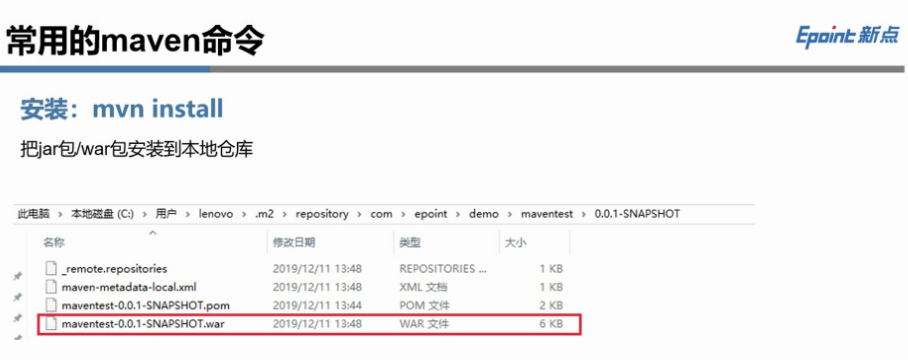 常用的maven命令
Epoint 新点
安装：mvn install
把jar包/war包安装到本地仓库
此电脑 > 本地磁盘 (C:) > 用户 > lenovo > .m2 > repository > com > epoint > demo > maventest > 0.0.1-SNAPSHOT
名称 修改日期 类型 大小
_remote.repositories 2019/12/11 13:48 REPOSITORIES ... 1 KB
maven-metadata-local.xml 2019/12/11 13:48 XML 文档 1 KB
maventest-0.0.1-SNAPSHOT.pom 2019/12/11 13:44 POM 文件 2 KB
maventest-0.0.1-SNAPSHOT.war 2019/12/11 13:48 WAR 文件 6 KB